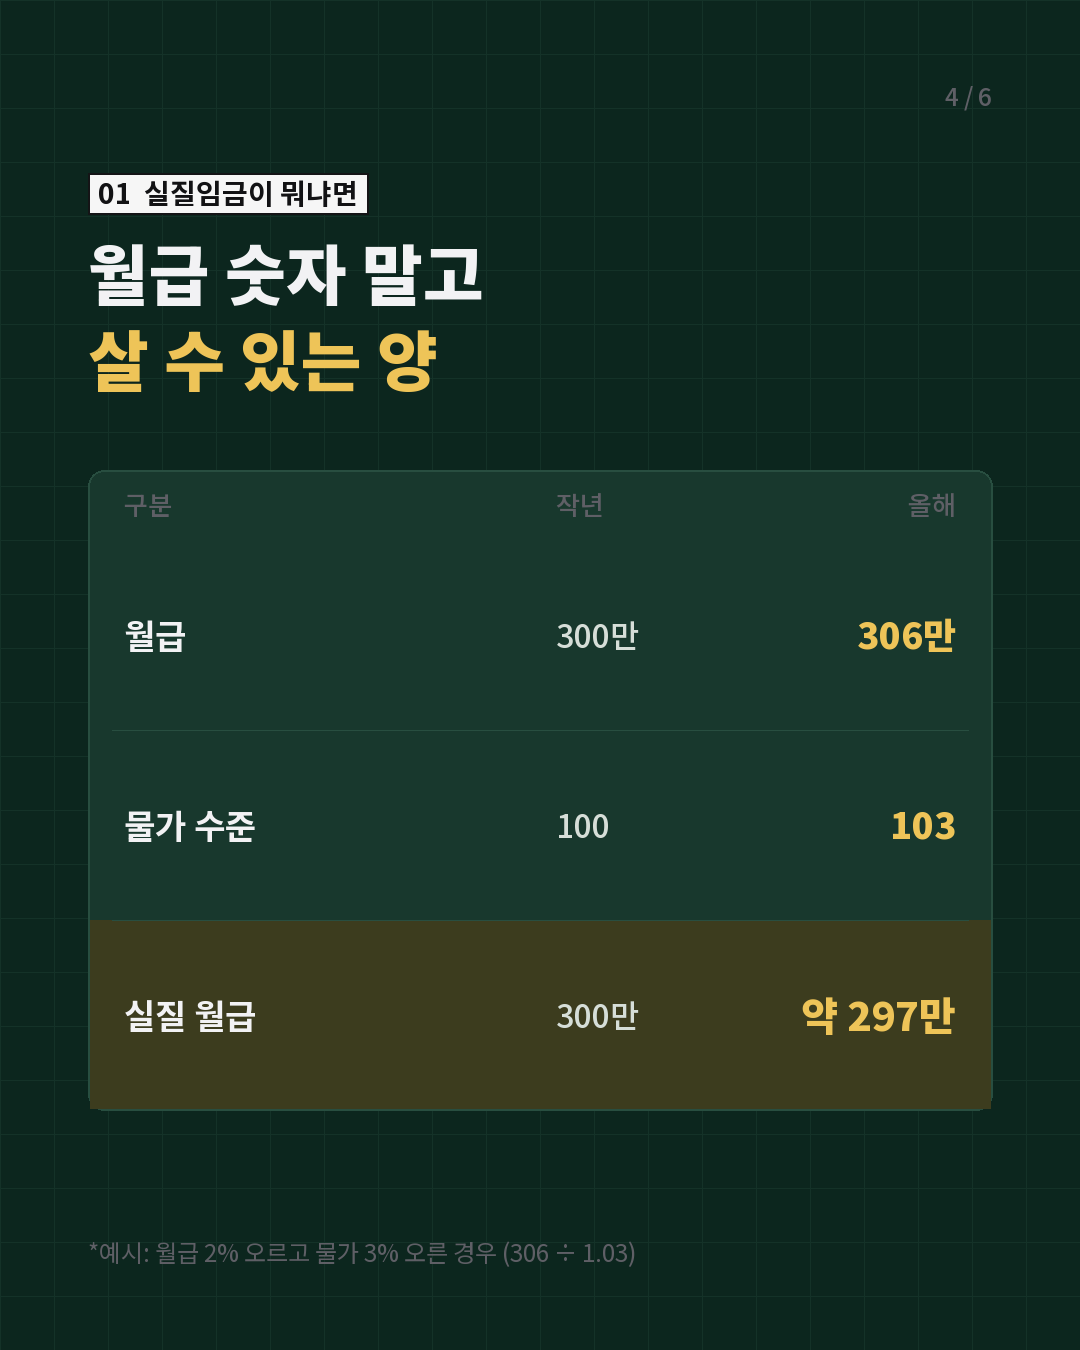 4 / 6
01 실질임금이 뭐냐면
월급 숫자 말고
살 수 있는 양
구분 작년 올해
월급 300만 306만
물가 수준 100 103
실질 월급 300만 약 297만
*예시: 월급 2% 오르고 물가 3% 오른 경우 (306 ÷ 1.03)